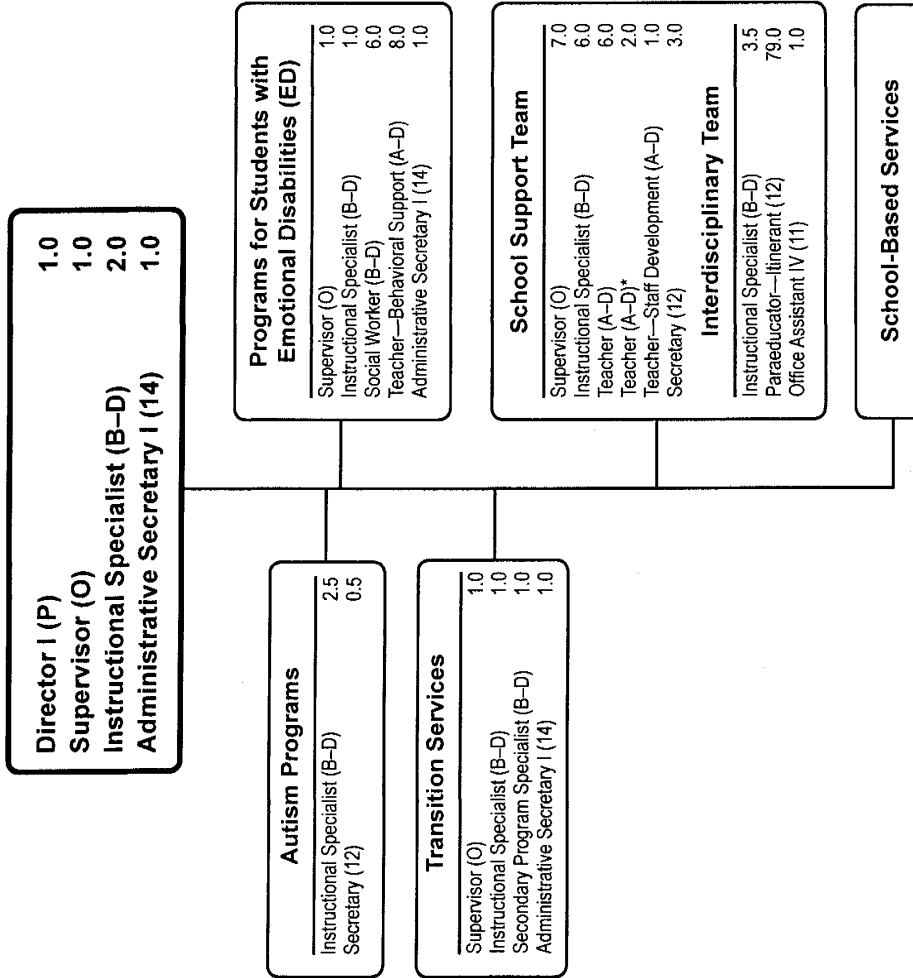 Director I (P) 1.0
Supervisor (O) 1.0
Instructional Specialist (B–D) 2.0
Administrative Secretary I (14) 1.0
Autism Programs
Instructional Specialist (B–D) 2.5
Secretary (12) 0.5
Transition Services
Supervisor (O) 1.0
Instructional Specialist (B–D) 1.0
Secondary Program Specialist (B–D) 1.0
Administrative Secretary I (14) 1.0
Programs for Students with
Emotional Disabilities (ED)
Supervisor (O) 1.0
Instructional Specialist (B–D) 1.0
Social Worker (B–D) 6.0
Teacher—Behavioral Support (A–D) 8.0
Administrative Secretary I (14) 1.0
School Support Team
Supervisor (O) 7.0
Instructional Specialist (B–D) 6.0
Teacher (A–D) 6.0
Teacher (A–D)* 2.0
Teacher—Staff Development (A–D) 1.0
Secretary (12) 3.0
Interdisciplinary Team
Instructional Specialist (B–D) 3.5
Paraeducator—Itinerant (12) 79.0
Office Assistant IV (11) 1.0
School-Based Services